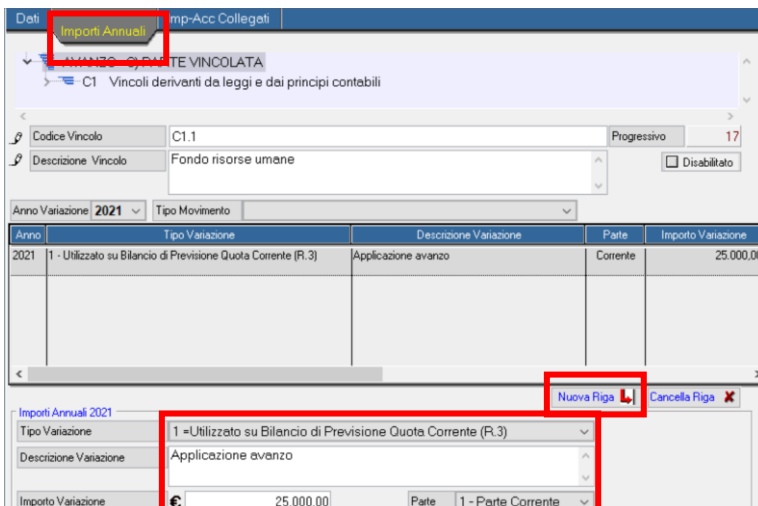 Dati Importi Annuali Imp-Acc Collegati
AVANZO - C) PARTE VINCOLATA
C1 Vincoli derivanti da leggi e dai principi contabili
Codice Vincolo C1.1 Progressivo 17
Descrizione Vincolo Fondo risorse umane Disabilitato
Anno Variazione 2021 Tipo Movimento
Anno Tipo Variazione Descrizione Variazione Parte Importo Variazione
2021 1 - Utilizzato su Bilancio di Previsione Quota Corrente (R.3) Applicazione avanzo Corrente 25.000,00
Nuova Riga Cancella Riga
Importi Annuali 2021
Tipo Variazione 1 =Utilizzato su Bilancio di Previsione Quota Corrente (R.3)
Descrizione Variazione Applicazione avanzo
Importo Variazione € 25.000,00 Parte 1 - Parte Corrente